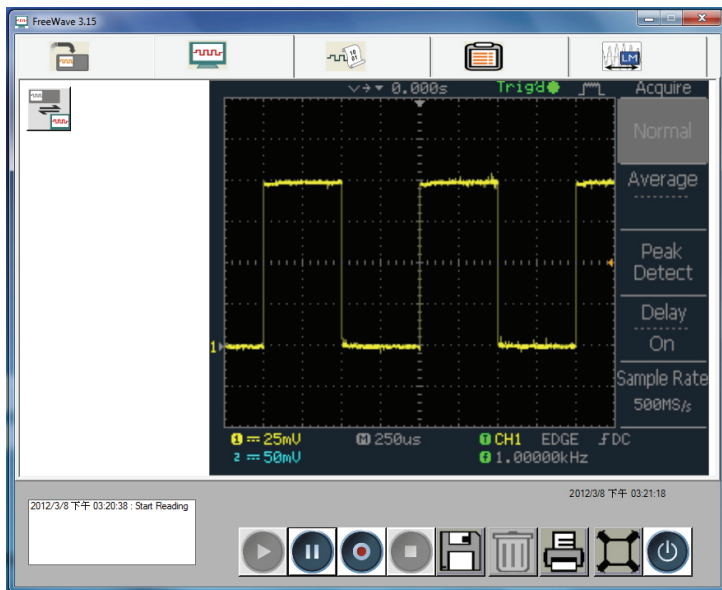 FreeWave 3.15
LM
0.000s Trig'd Acquire
Normal
Average
Peak
Detect
Delay
On
1
Sample Rate
500MS/s
1 25mV M 250us T CH1 EDGE DC
2 50mV f 1.00000kHz
2012/3/8 下午 03:21:18
2012/3/8 下午 03:20:38 : Start Reading